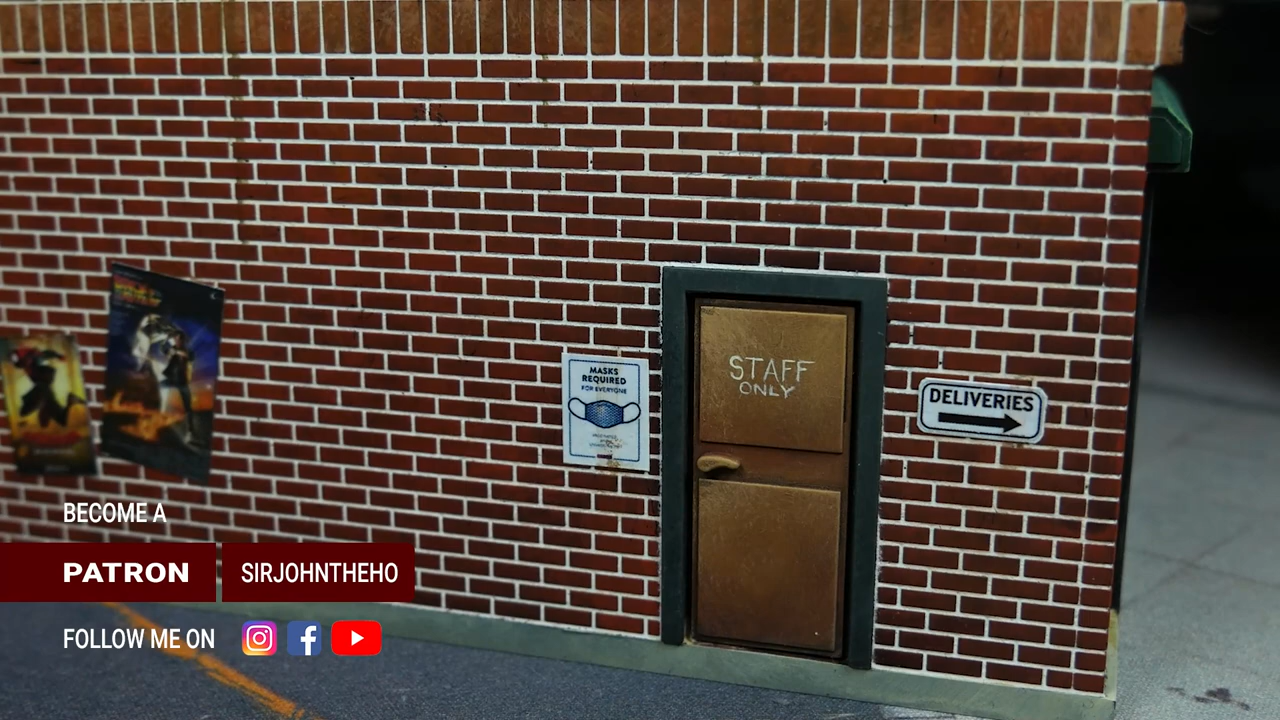 MASKS
REQUIRED
FOR EVERYONE
STAFF
ONLY
DELIVERIES
BECOME A
PATRON
SIRJOHNTHEHO
FOLLOW ME ON